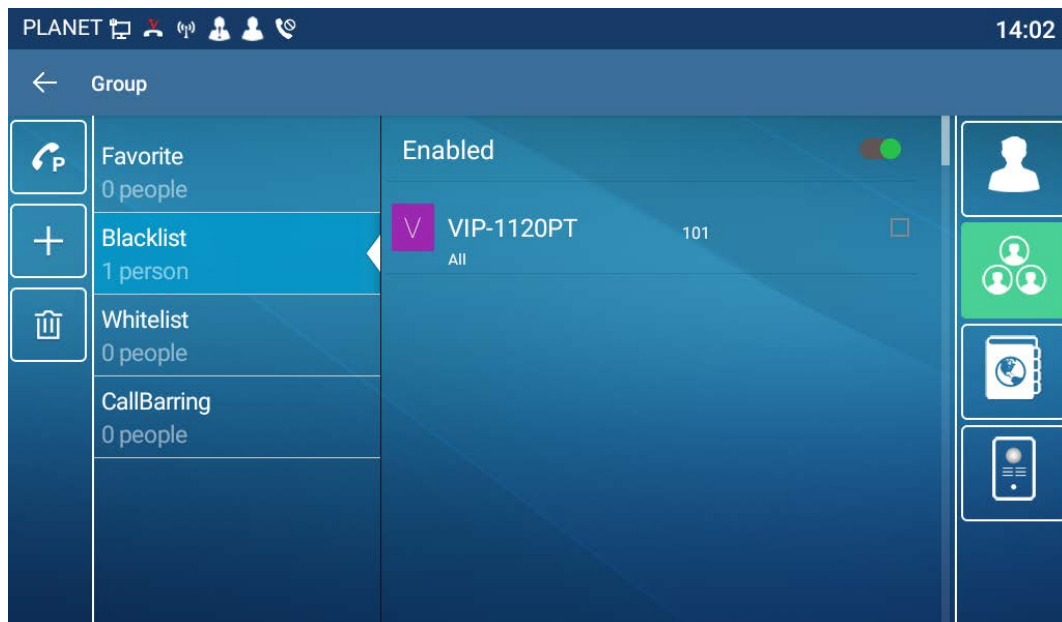 PLANET 14:02
Group
P
Favorite
0 people
Blacklist
1 person
Whitelist
0 people
CallBarring
0 people
Enabled
V VIP-1120PT 101
All